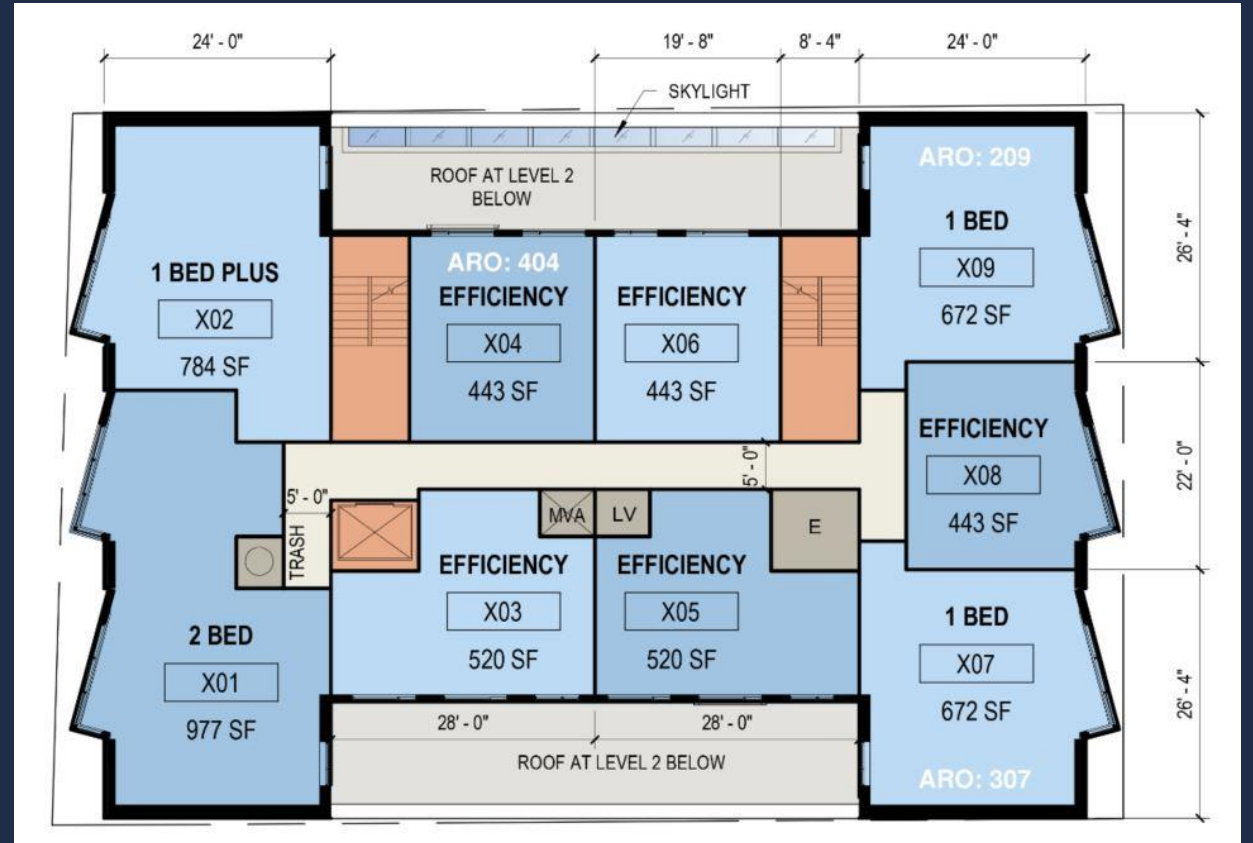 24' - 0"
19' - 8"
8' - 4"
24' - 0"
SKYLIGHT
ROOF AT LEVEL 2
BELOW
ARO: 209
1 BED
X09
672 SF
26' - 4"
1 BED PLUS
X02
784 SF
ARO: 404
EFFICIENCY
X04
443 SF
EFFICIENCY
X06
443 SF
EFFICIENCY
X08
443 SF
22' - 0"
5' - 0"
5' - 0"
TRASH
MVA
LV
E
EFFICIENCY
X03
520 SF
EFFICIENCY
X05
520 SF
2 BED
X01
977 SF
1 BED
X07
672 SF
ARO: 307
26' - 4"
28' - 0"
28' - 0"
ROOF AT LEVEL 2 BELOW